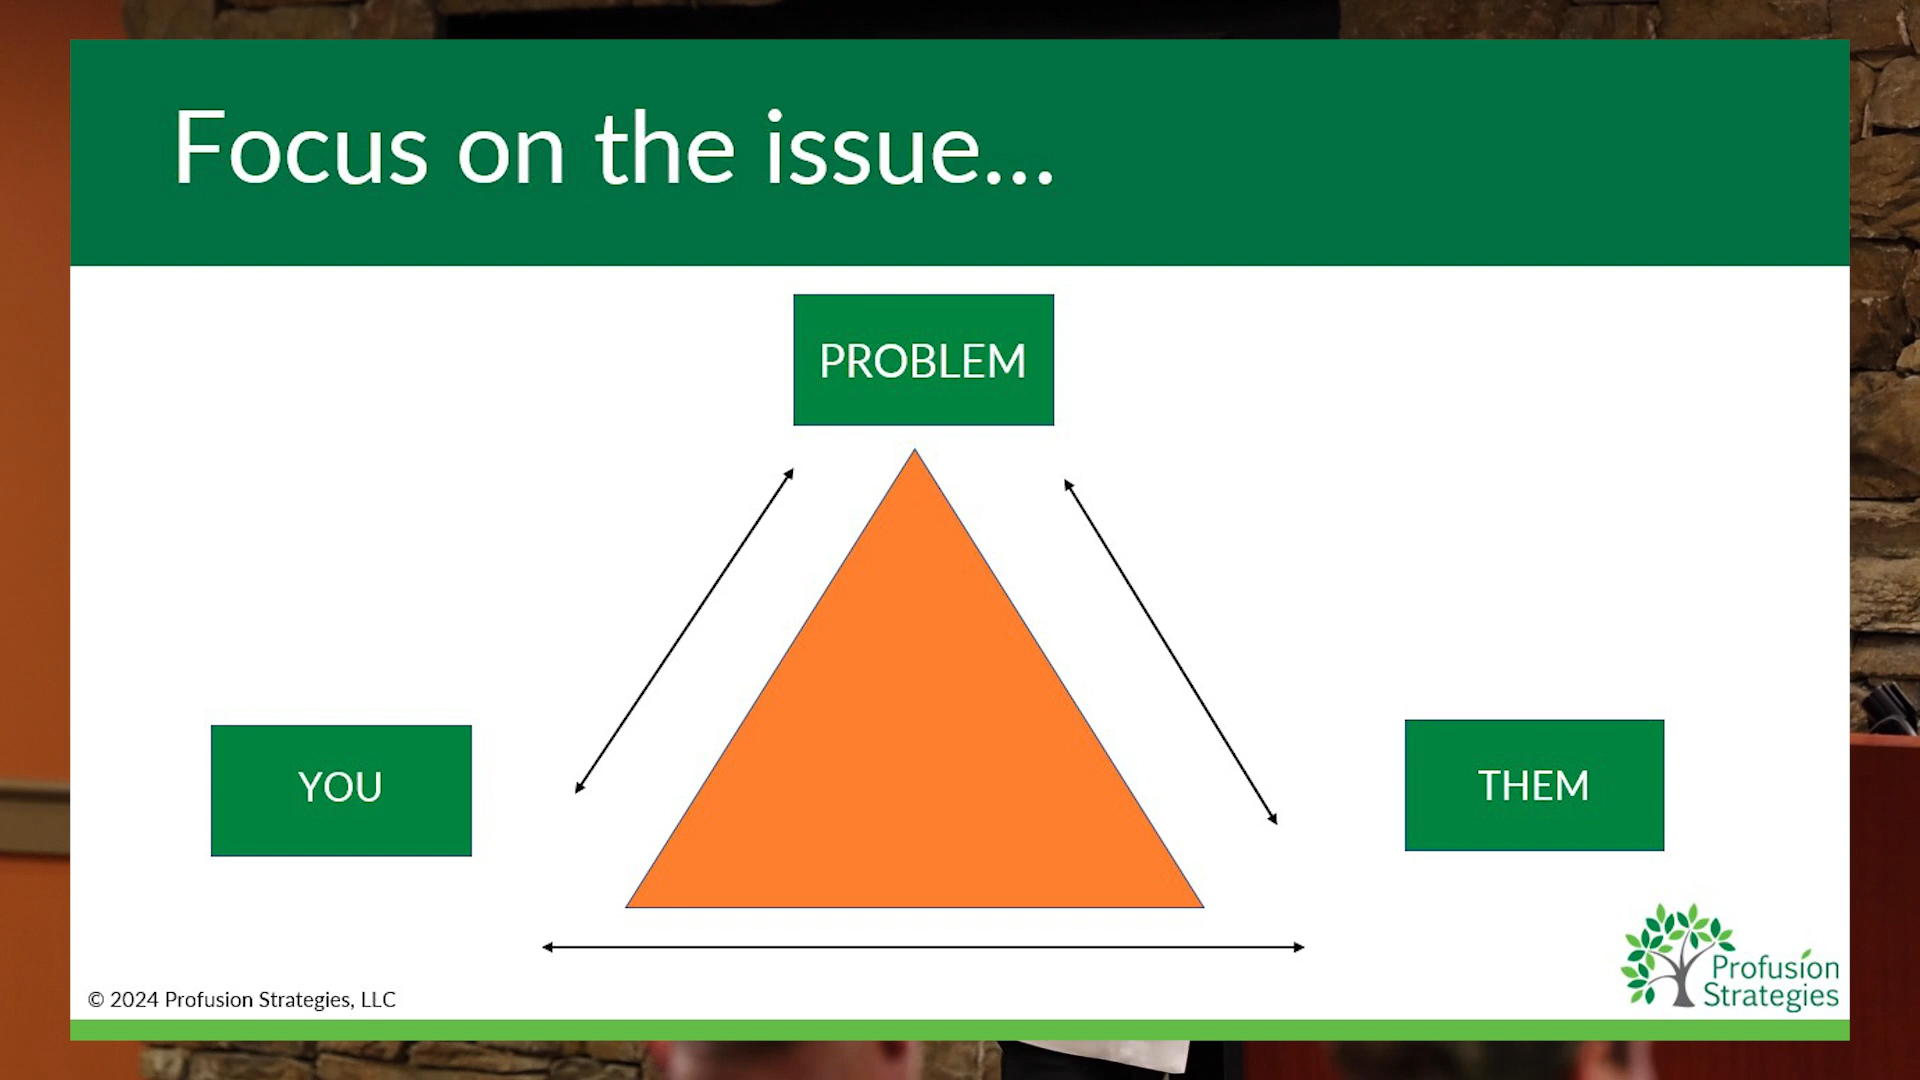 Focus on the issue...
PROBLEM
YOU
THEM
Profusion
Strategies
© 2024 Profusion Strategies, LLC